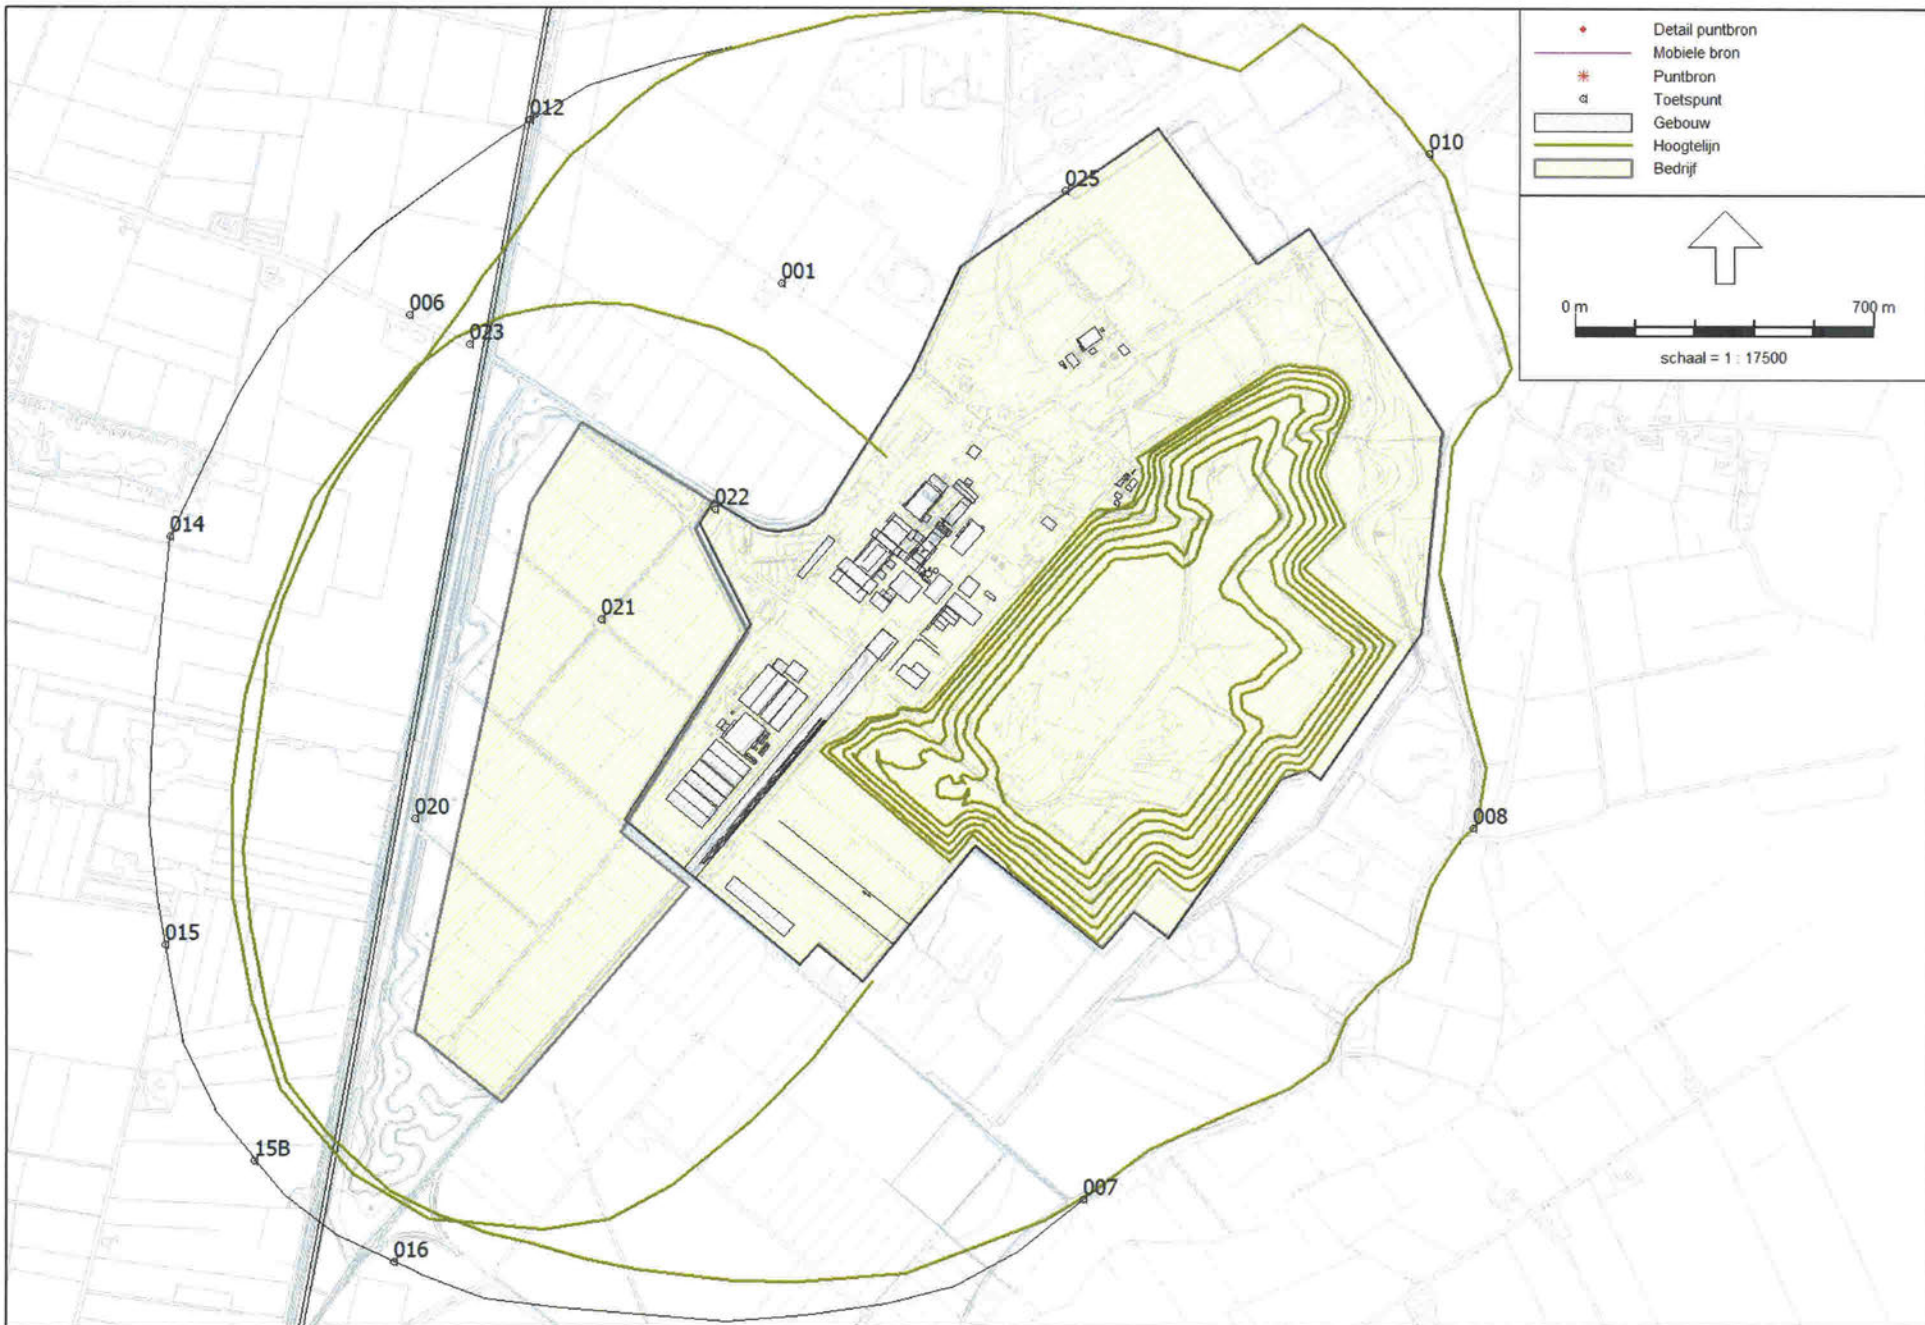 Detail puntbron
Mobiele bron
Puntbron
Toetspunt
Gebouw
Hoogtelijn
Bedrijf
0 m 700 m
schaal = 1 : 17500
012
010
025
001
006
023
022
014
021
020
008
015
15B
007
016